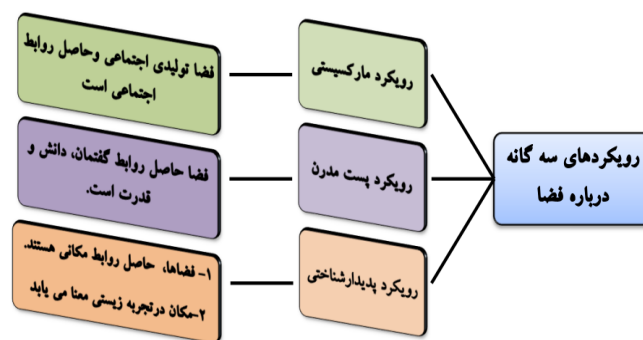 رویکردهای سه گانه
درباره فضا
رویکرد مارکسیستی
فضا تولیدی اجتماعی وحاصل روابط
اجتماعی است
رویکرد پست مدرن
فضا حاصل روابط گفتمان، دانش و
قدرت است.
رویکرد پدیدارشناختی
۱- فضاها، حاصل روابط مکانی هستند.
۲-مکان درتجربه زیستی معنا می یابد